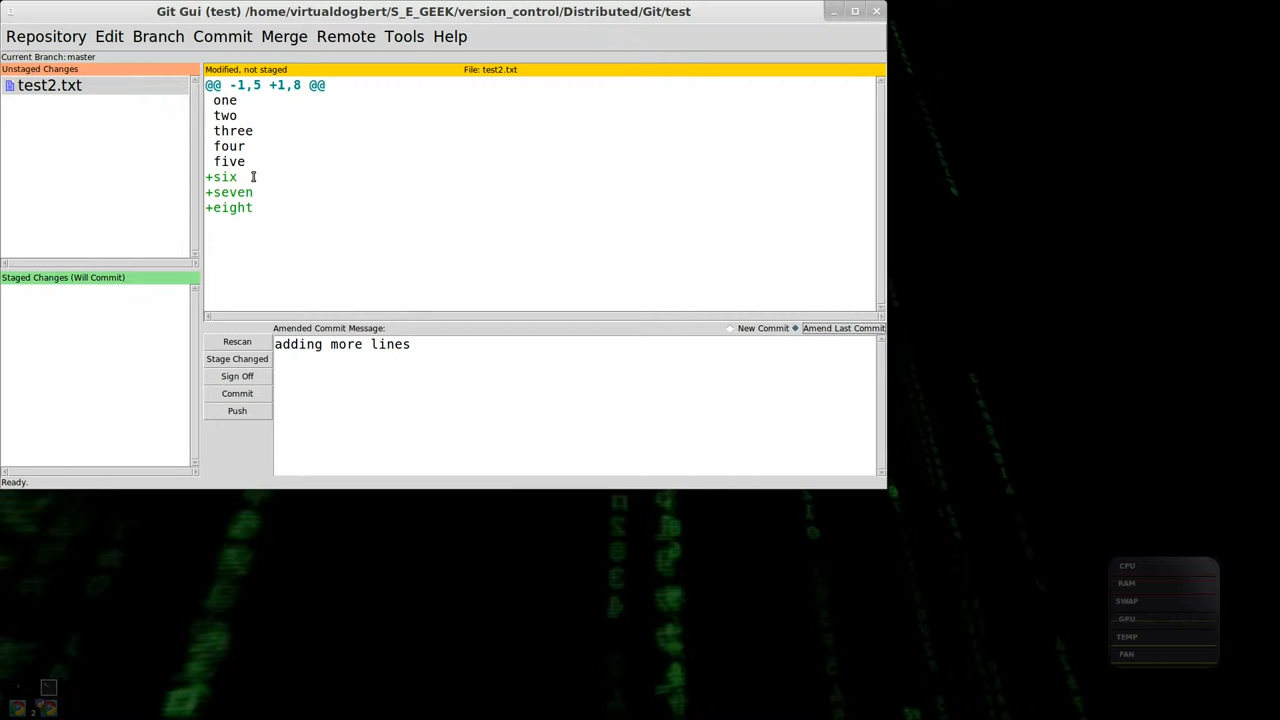 Git Gui (test) /home/virtualdogbert/S_E_GEEK/version_control/Distributed/Git/test
Repository Edit Branch Commit Merge Remote Tools Help
Current Branch: master
Unstaged Changes
test2.txt
Modified, not staged File: test2.txt
@@ -1,5 +1,8 @@
one
two
three
four
five
+six
+seven
+eight
Staged Changes (Will Commit)
Amended Commit Message: New Commit Amend Last Commit
Rescan
Stage Changed
Sign Off
Commit
Push
adding more lines
Ready.
CPU
RAM
SWAP
GPU
TEMP
FAN
2